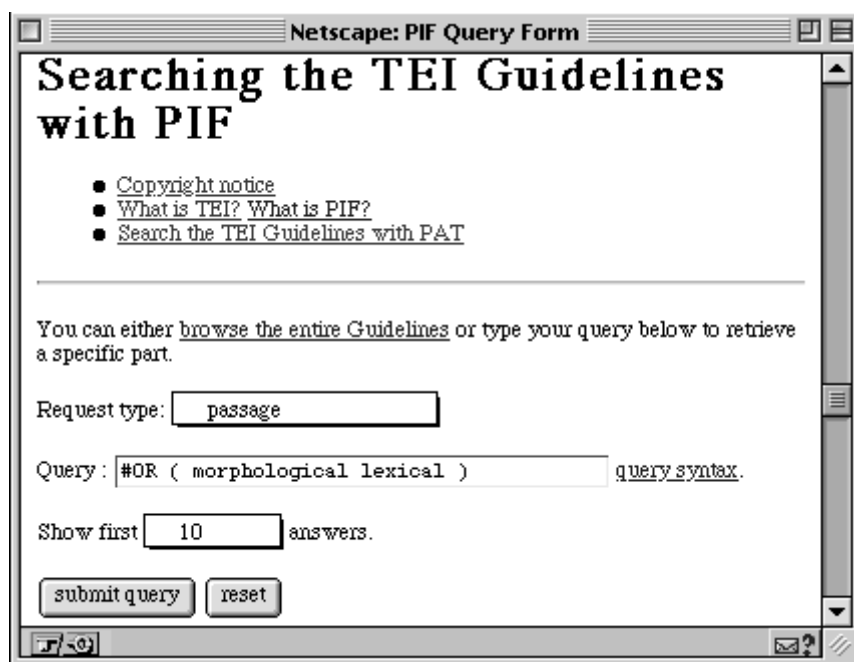 Netscape: PIF Query Form
Searching the TEI Guidelines
with PIF
Copyright notice
What is TEI? What is PIF?
Search the TEI Guidelines with PAT
You can either browse the entire Guidelines or type your query below to retrieve
a specific part.
Request type: passage
Query : #OR ( morphological lexical ) query syntax.
Show first 10 answers.
submit query reset